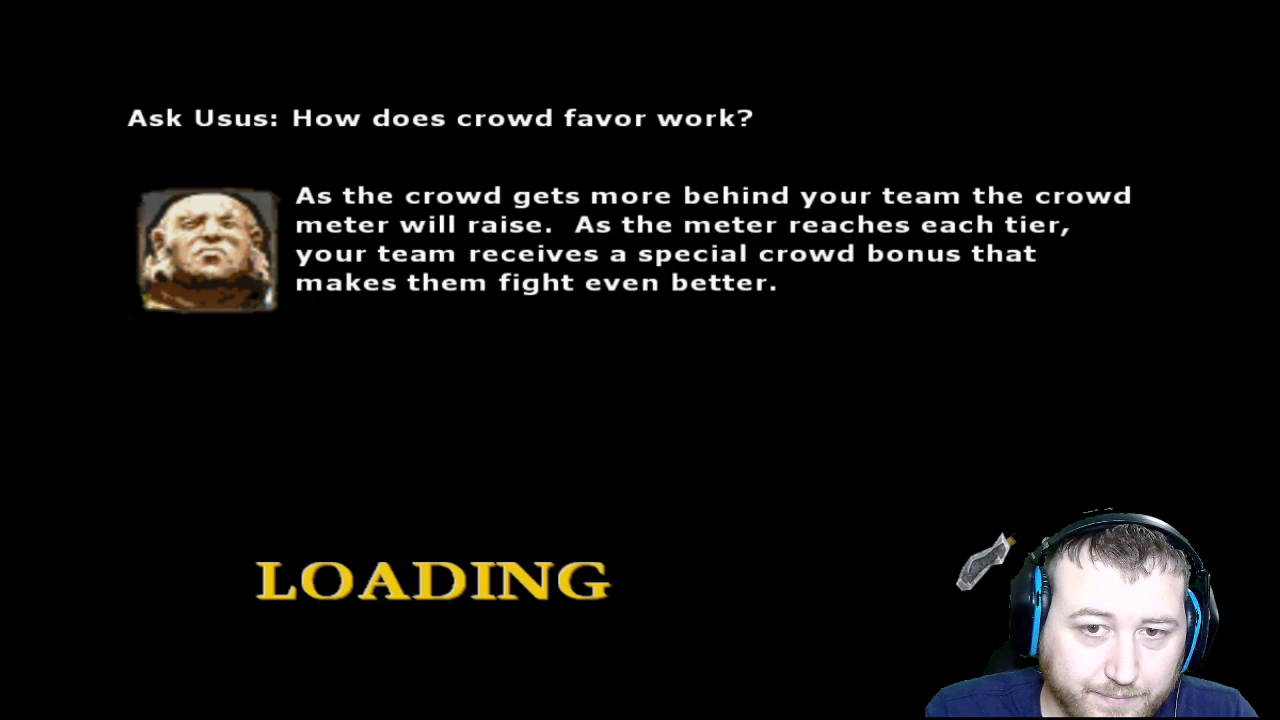 Ask Usus: How does crowd favor work?
As the crowd gets more behind your team the crowd
meter will raise.  As the meter reaches each tier,
your team receives a special crowd bonus that
makes them fight even better.
LOADING